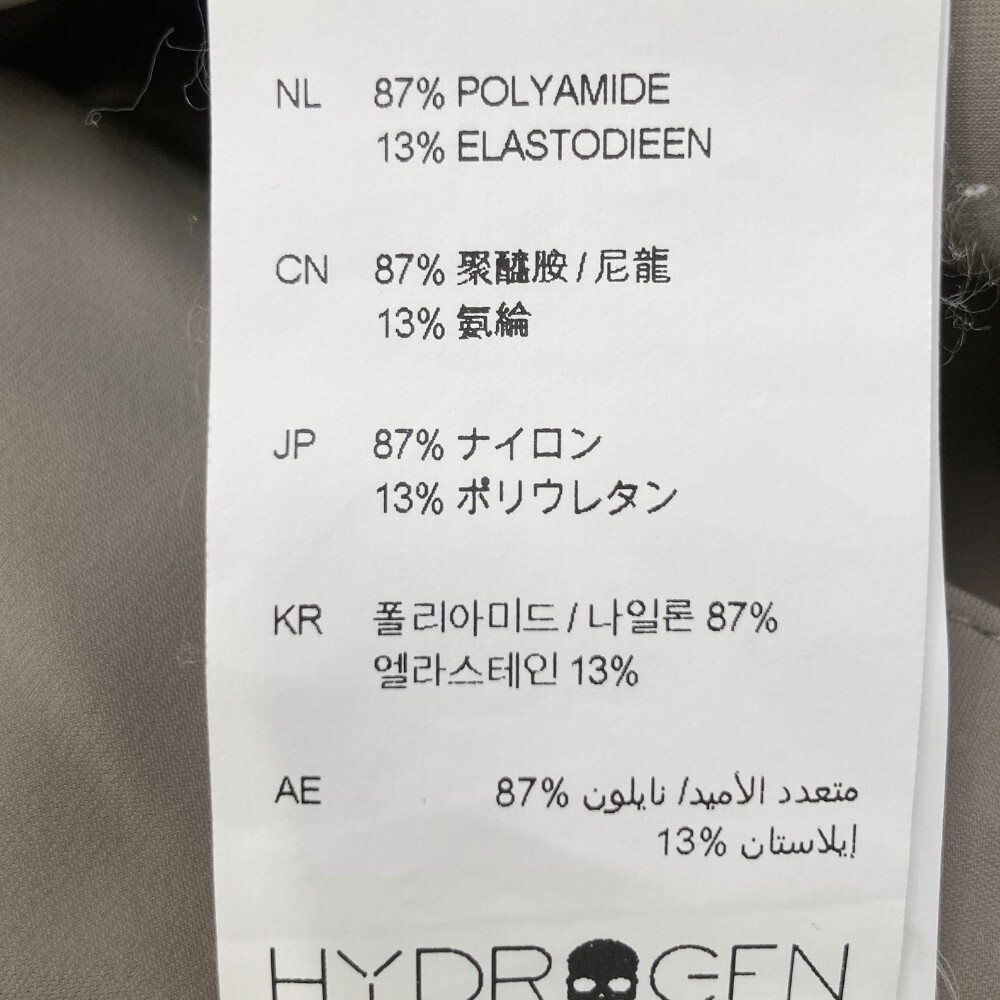 NL 87% POLYAMIDE
13% ELASTODIEEN
CN 87% 聚醯胺 / 尼龍
13% 氨綸
JP 87% ナイロン
13% ポリウレタン
KR 폴리아미드 / 나일론 87%
엘라스테인 13%
AE متعدد الأميد/ نايلون 87%
إيلاستان 13%
HYDROGEN